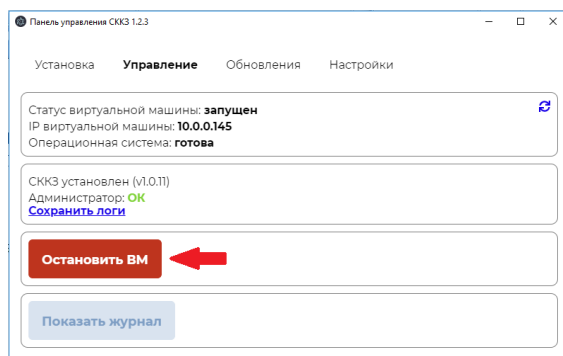 Панель управления СККЗ 1.2.3
Установка Управление Обновления Настройки
Статус виртуальной машины: запущен
IP виртуальной машины: 10.0.0.145
Операционная система: готова
СККЗ установлен (v1.0.11)
Администратор: OK
Сохранить логи
Остановить ВМ
Показать журнал